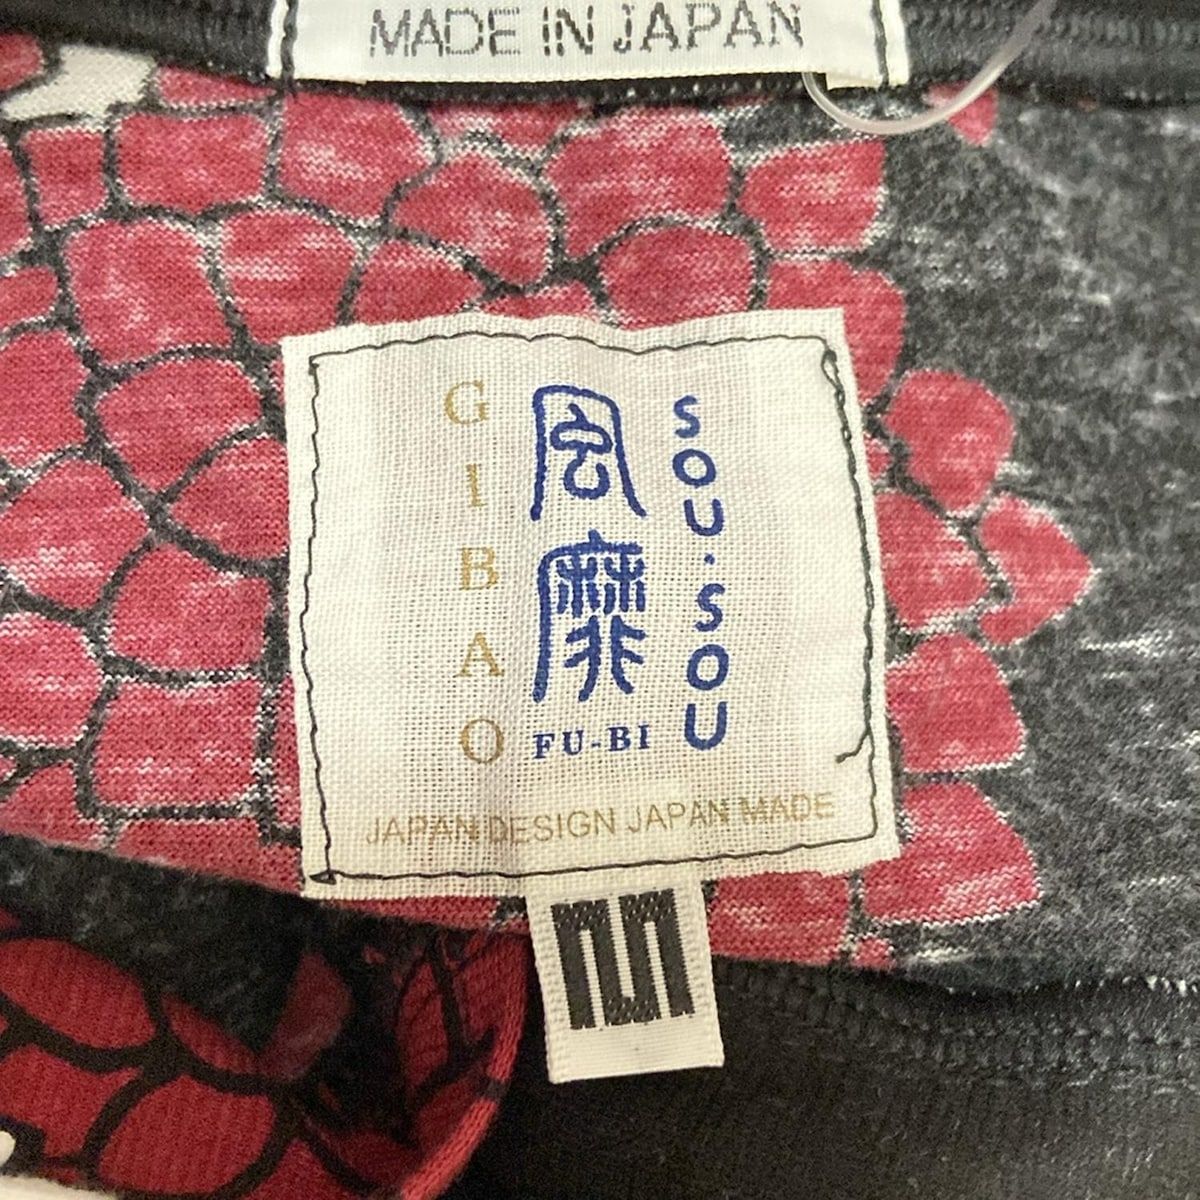 MADE IN JAPAN
GIBAO
風靡
FU-BI
SOU・SOU
JAPAN DESIGN JAPAN MADE